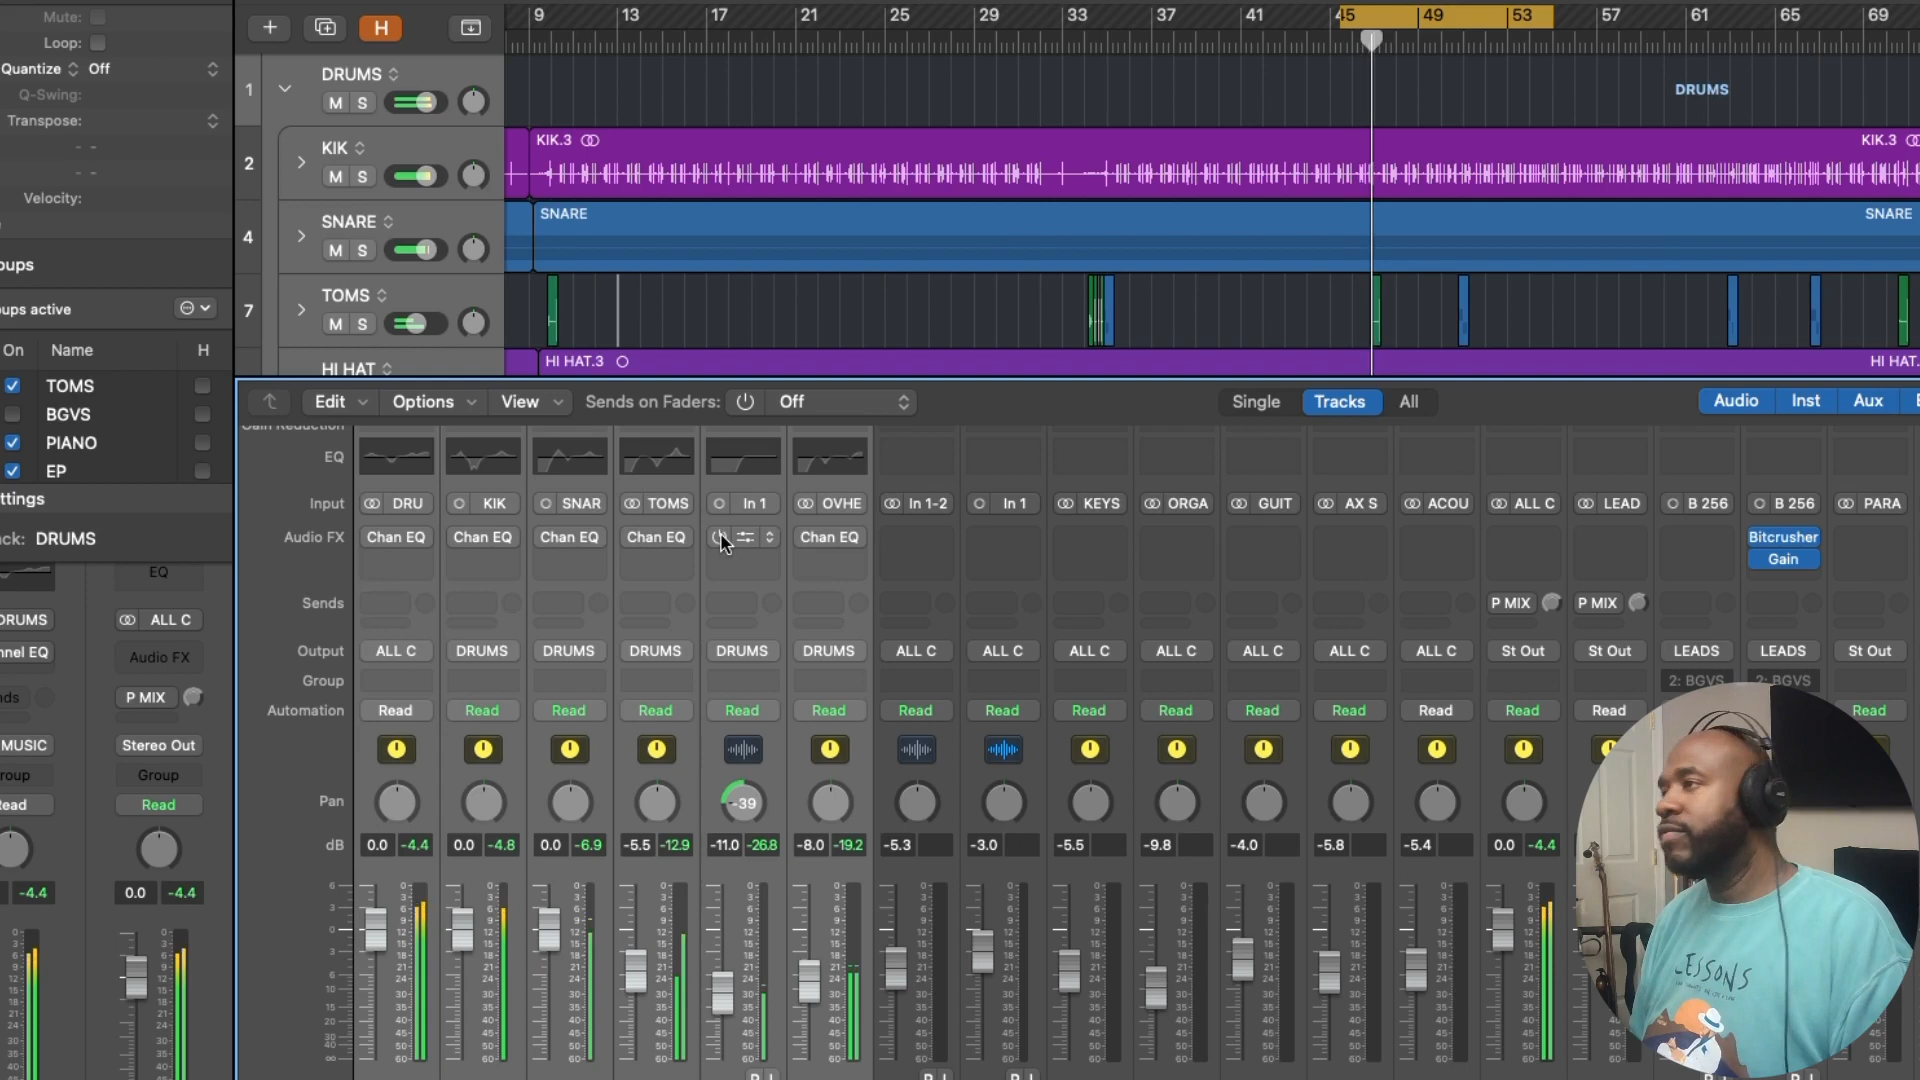 Mute:
Loop:
Quantize Off
Q-Swing:
Transpose:
- -
- -
Velocity:
oups
oups active
On Name H
TOMS
BGVS
PIANO
EP
ttings
ck: DRUMS
EQ
DRUMS ALL C
nnel EQ Audio FX
nds P MIX
MUSIC Stereo Out
roup Group
ead Read
-4.4 0.0 -4.4
H
9 13 17 21 25 29 33 37 41 45 49 53 57 61 65 69
1 DRUMS M S DRUMS
2 KIK M S KIK.3 KIK.3
4 SNARE M S SNARE SNARE
7 TOMS M S
HI HAT HI HAT.3 HI HAT.
Edit Options View Sends on Faders: Off Single Tracks All Audio Inst Aux
Gain Reduction
EQ
Input DRU KIK SNAR TOMS In 1 OVHE In 1-2 In 1 KEYS ORGA GUIT AX S ACOU ALL C LEAD B 256 B 256 PARA
Audio FX Chan EQ Chan EQ Chan EQ Chan EQ Chan EQ Bitcrusher
Gain
Sends P MIX P MIX
Output ALL C DRUMS DRUMS DRUMS DRUMS DRUMS ALL C ALL C ALL C ALL C ALL C ALL C ALL C St Out St Out LEADS LEADS St Out
Group 2: BGVS 2: BGVS
Automation Read Read Read Read Read Read Read Read Read Read Read Read Read Read Read Read
Pan -39
dB 0.0 -4.4 0.0 -4.8 0.0 -6.9 -5.5 -12.9 -11.0 -26.8 -8.0 -19.2 -5.3 -3.0 -5.5 -9.8 -4.0 -5.8 -5.4 0.0 -4.4
LESSONS